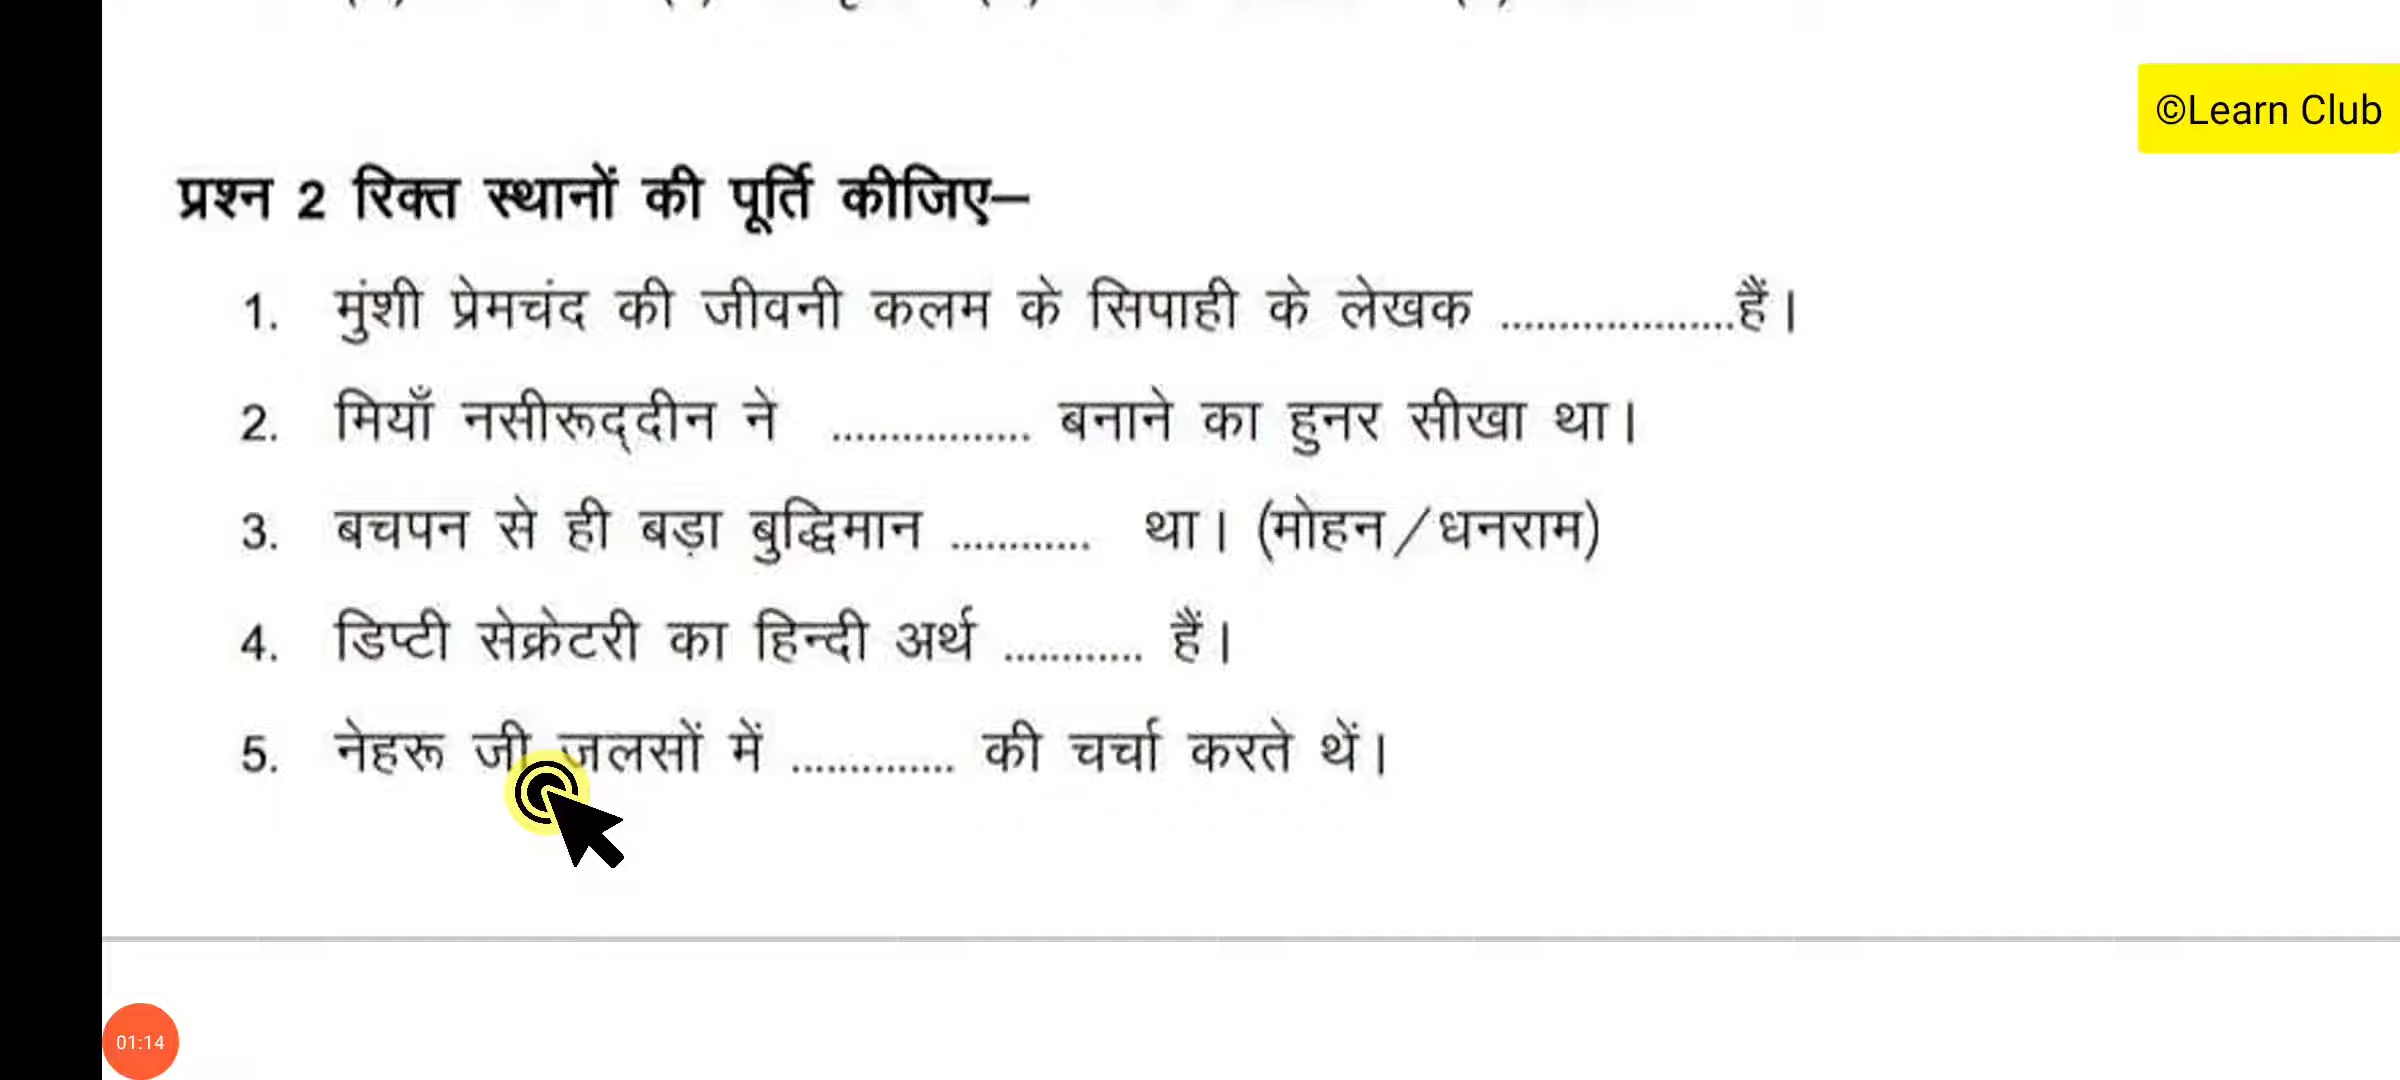 ©Learn Club
प्रश्न 2 रिक्त स्थानों की पूर्ति कीजिए–
1. मुंशी प्रेमचंद की जीवनी कलम के सिपाही के लेखक ....................हैं।
2. मियाँ नसीरूद्दीन ने ................. बनाने का हुनर सीखा था।
3. बचपन से ही बड़ा बुद्धिमान ............ था। (मोहन/धनराम)
4. डिप्टी सेक्रेटरी का हिन्दी अर्थ ............ हैं।
5. नेहरू जी जलसों में .............. की चर्चा करते थें।
01:14